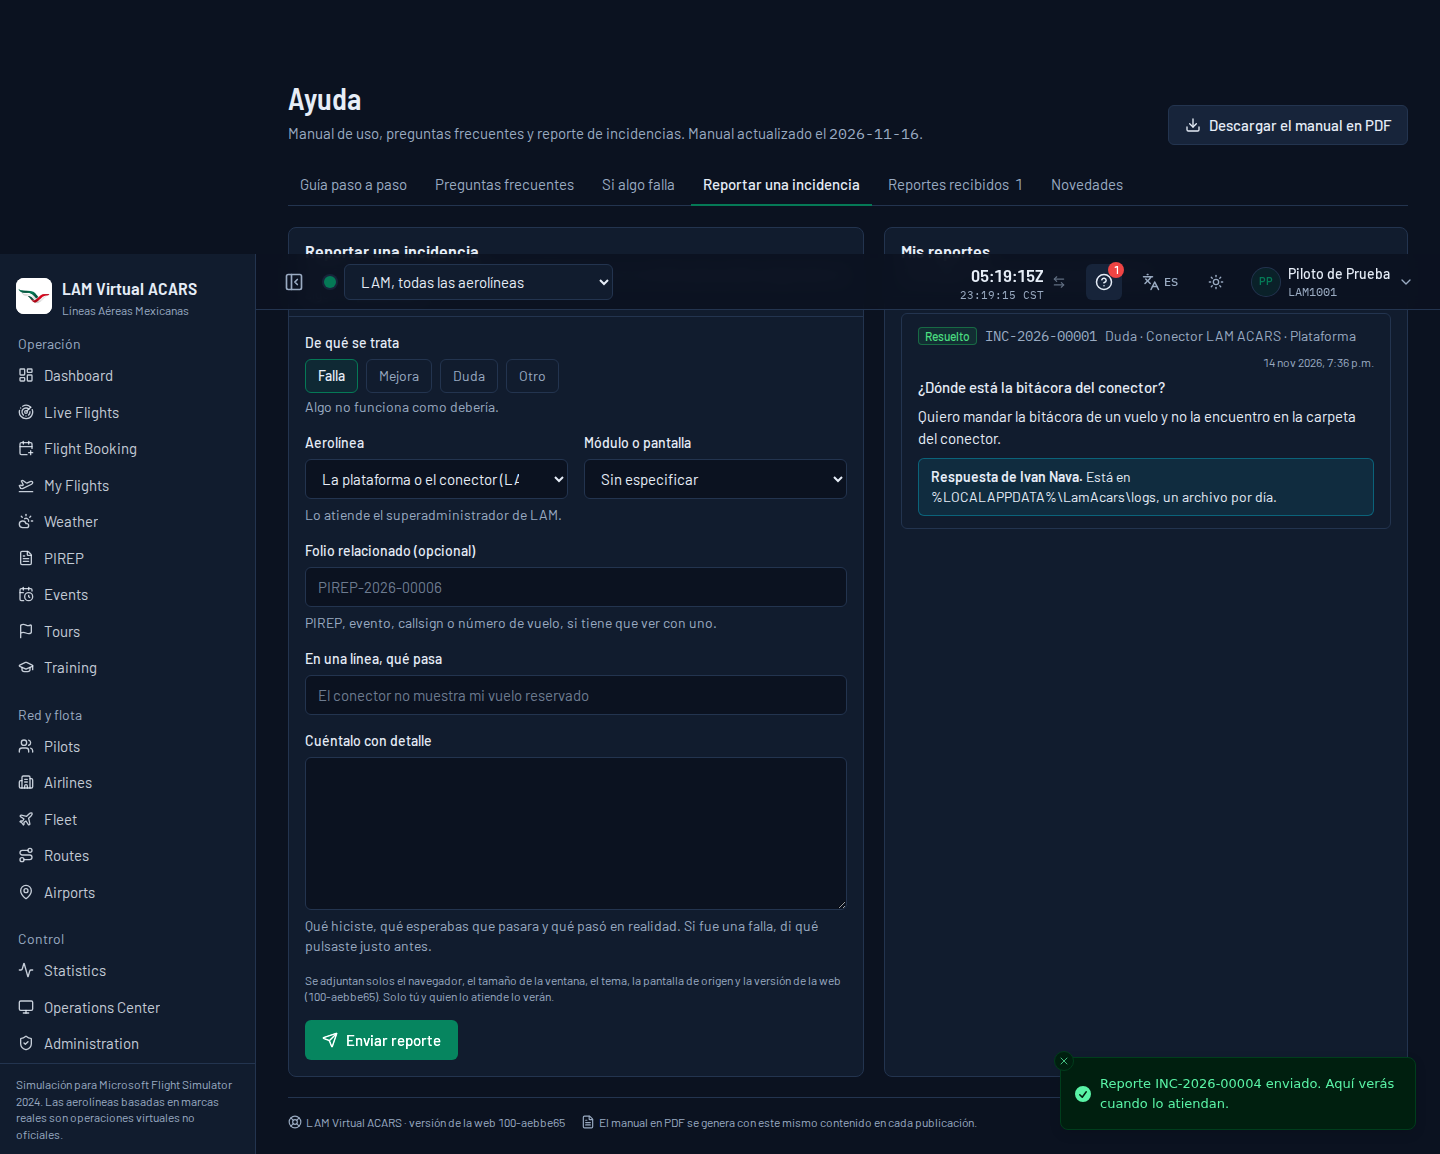 Ayuda
Manual de uso, preguntas frecuentes y reporte de incidencias. Manual actualizado el 2026-11-16.
Descargar el manual en PDF
Guía paso a paso
Preguntas frecuentes
Si algo falla
Reportar una incidencia
Reportes recibidos 1
Novedades
Reportar una incidencia
Mis reportes
LAM Virtual ACARS
Líneas Aéreas Mexicanas
LAM, todas las aerolíneas
05:19:15Z
23:19:15 CST
1
ES
PP
Piloto de Prueba
LAM1001
Operación
Dashboard
Live Flights
Flight Booking
My Flights
Weather
PIREP
Events
Tours
Training
Red y flota
Pilots
Airlines
Fleet
Routes
Airports
Control
Statistics
Operations Center
Administration
Simulación para Microsoft Flight Simulator
2024. Las aerolíneas basadas en marcas
reales son operaciones virtuales no
oficiales.
De qué se trata
Falla
Mejora
Duda
Otro
Algo no funciona como debería.
Aerolínea
Módulo o pantalla
La plataforma o el conector (LA
Sin especificar
Lo atiende el superadministrador de LAM.
Folio relacionado (opcional)
PIREP-2026-00006
PIREP, evento, callsign o número de vuelo, si tiene que ver con uno.
En una línea, qué pasa
El conector no muestra mi vuelo reservado
Cuéntalo con detalle
Qué hiciste, qué esperabas que pasara y qué pasó en realidad. Si fue una falla, di qué
pulsaste justo antes.
Se adjuntan solos el navegador, el tamaño de la ventana, el tema, la pantalla de origen y la versión de la web
(100-aebbe65). Solo tú y quien lo atiende lo verán.
Enviar reporte
Resuelto
INC-2026-00001
Duda · Conector LAM ACARS · Plataforma
14 nov 2026, 7:36 p.m.
¿Dónde está la bitácora del conector?
Quiero mandar la bitácora de un vuelo y no la encuentro en la carpeta
del conector.
Respuesta de Ivan Nava. Está en
%LOCALAPPDATA%\LamAcars\logs, un archivo por día.
LAM Virtual ACARS · versión de la web 100-aebbe65
El manual en PDF se genera con este mismo contenido en cada publicación.
Reporte INC-2026-00004 enviado. Aquí verás
cuando lo atiendan.